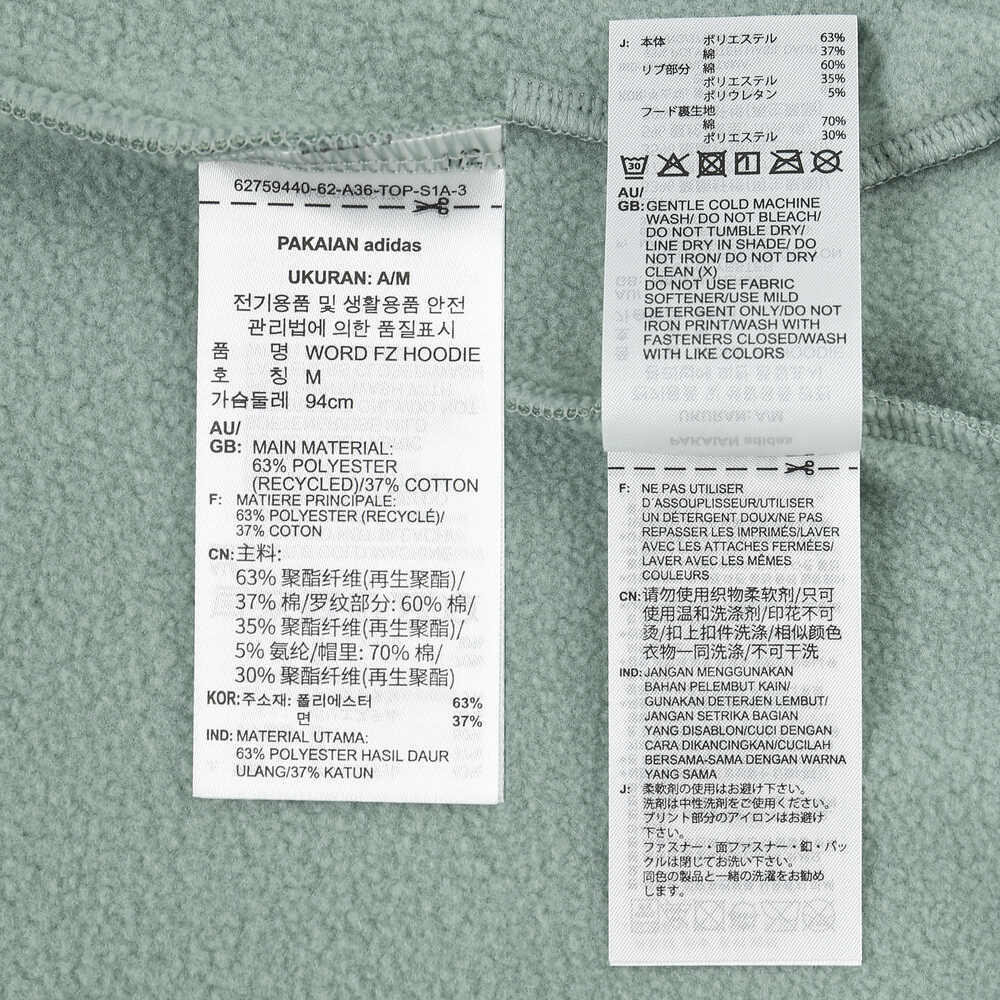 62759440-62-A36-TOP-S1A-3
PAKAIAN adidas
UKURAN: A/M
전기용품 및 생활용품 안전
관리법에 의한 품질표시
품 명 WORD FZ HOODIE
호 칭 M
가슴둘레 94cm
AU/
GB: MAIN MATERIAL:
63% POLYESTER
(RECYCLED)/37% COTTON
F: MATIERE PRINCIPALE:
63% POLYESTER (RECYCLÉ)/
37% COTON
CN: 主料:
63% 聚酯纤维(再生聚酯)/
37% 棉/罗纹部分: 60% 棉/
35% 聚酯纤维(再生聚酯)/
5% 氨纶/帽里: 70% 棉/
30% 聚酯纤维(再生聚酯)
KOR: 주소재: 폴리에스터 63%
면 37%
IND: MATERIAL UTAMA:
63% POLYESTER HASIL DAUR
ULANG/37% KATUN
J: 本体 ポリエステル 63%
綿 37%
リブ部分 綿 60%
ポリエステル 35%
ポリウレタン 5%
フード裏生地
綿 70%
ポリエステル 30%
30
AU/
GB: GENTLE COLD MACHINE
WASH/ DO NOT BLEACH/
DO NOT TUMBLE DRY/
LINE DRY IN SHADE/ DO
NOT IRON/ DO NOT DRY
CLEAN (X)
DO NOT USE FABRIC
SOFTENER/USE MILD
DETERGENT ONLY/DO NOT
IRON PRINT/WASH WITH
FASTENERS CLOSED/WASH
WITH LIKE COLORS
F: NE PAS UTILISER
D'ASSOUPLISSEUR/UTILISER
UN DÉTERGENT DOUX/NE PAS
REPASSER LES IMPRIMÉS/LAVER
AVEC LES ATTACHES FERMÉES/
LAVER AVEC LES MÊMES
COULEURS
CN: 请勿使用织物柔软剂/只可
使用温和洗涤剂/印花不可
烫/扣上扣件洗涤/相似颜色
衣物一同洗涤/不可干洗
IND: JANGAN MENGGUNAKAN
BAHAN PELEMBUT KAIN/
GUNAKAN DETERJEN LEMBUT/
JANGAN SETRIKA BAGIAN
YANG DISABLON/CUCI DENGAN
CARA DIKANCINGKAN/CUCILAH
BERSAMA-SAMA DENGAN WARNA
YANG SAMA
J: 柔軟剤の使用はお避け下さい。
洗剤は中性洗剤をご使用ください。
プリント部分のアイロンはお避け
下さい。
ファスナー・面ファスナー・釦・バッ
クルは閉じてお洗い下さい。
同色の製品と一緒の洗濯をお勧め
します。